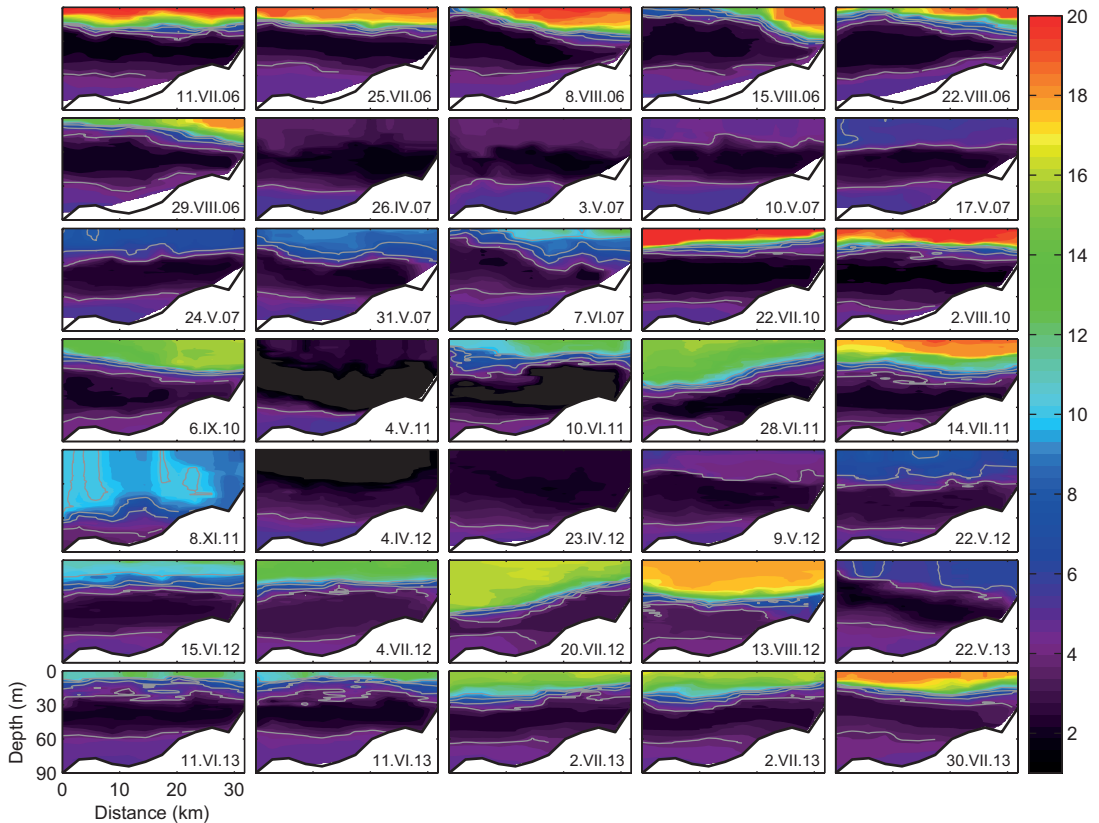 11.VII.06 25.VII.06 8.VIII.06 15.VIII.06 22.VIII.06
29.VIII.06 26.IV.07 3.V.07 10.V.07 17.V.07
24.V.07 31.V.07 7.VI.07 22.VII.10 2.VIII.10
6.IX.10 4.V.11 10.VI.11 28.VI.11 14.VII.11
8.XI.11 4.IV.12 23.IV.12 9.V.12 22.V.12
15.VI.12 4.VII.12 20.VII.12 13.VIII.12 22.V.13
11.VI.13 11.VI.13 2.VII.13 2.VII.13 30.VII.13
0
30
60
90
Depth (m)
0 10 20 30
Distance (km)
20
18
16
14
12
10
8
6
4
2